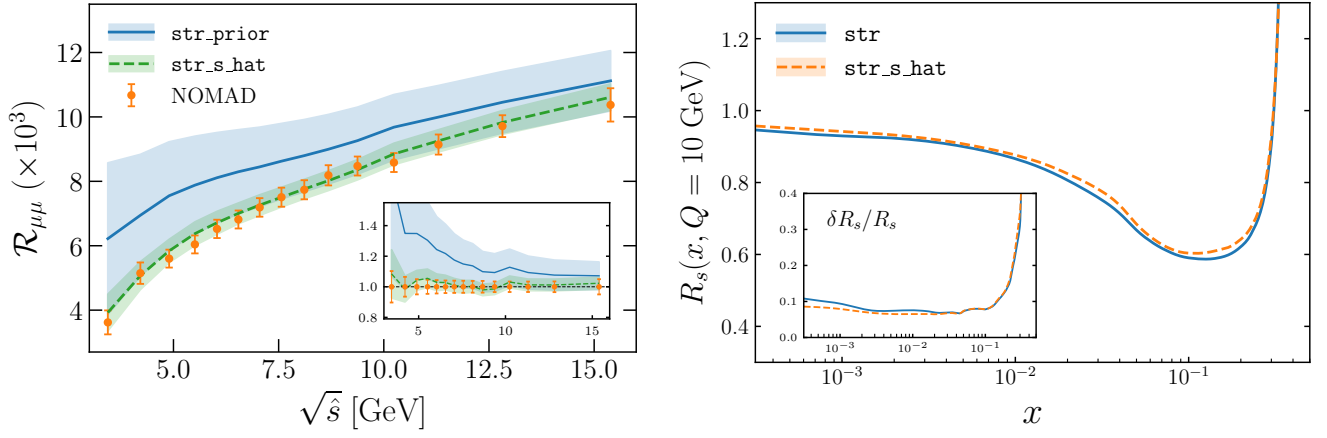 str_prior
str_s_hat
NOMAD
12
10
8
6
4
ℛ_μμ (×10³)
1.4
1.2
1.0
0.8
5 10 15
5.0 7.5 10.0 12.5 15.0
√ŝ [GeV]
str
str_s_hat
1.2
1.0
0.8
0.6
0.4
R_s(x, Q = 10 GeV)
δR_s/R_s
0.4
0.3
0.2
0.1
0.0
10⁻³ 10⁻² 10⁻¹
10⁻³ 10⁻² 10⁻¹
x